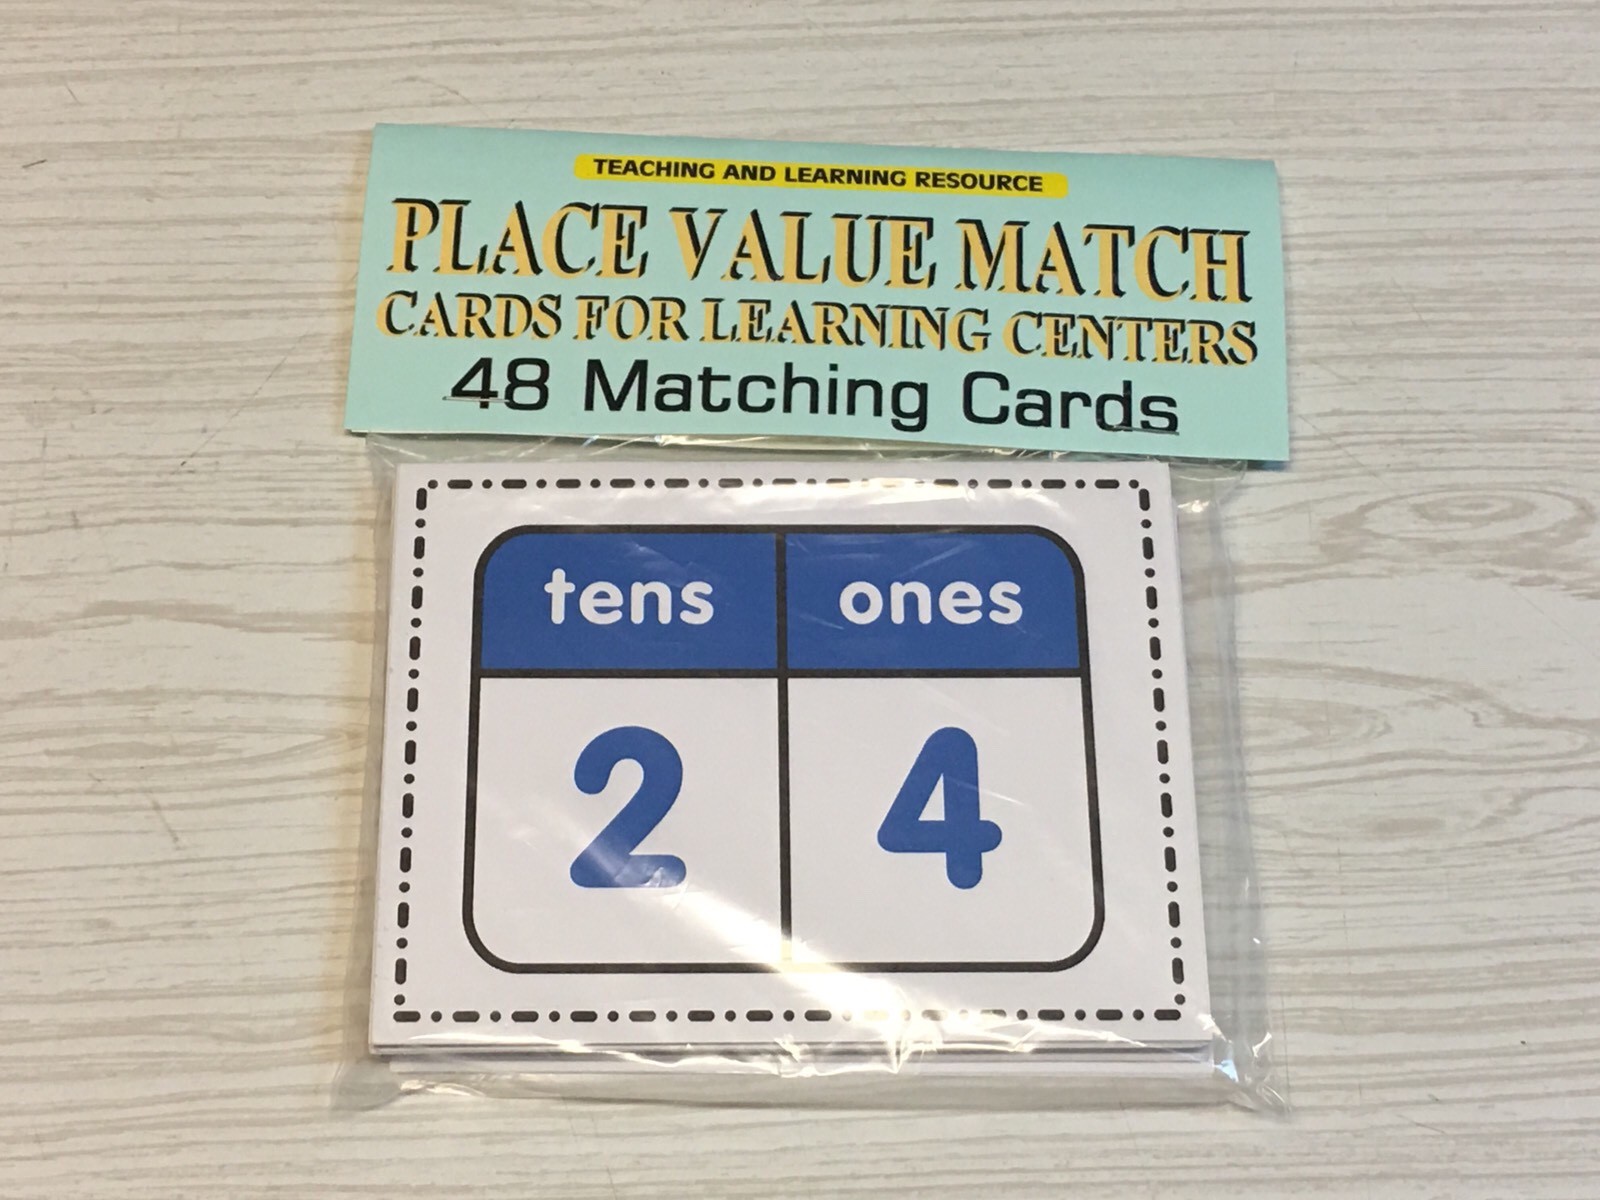 TEACHING AND LEARNING RESOURCE
PLACE VALUE MATCH
CARDS FOR LEARNING CENTERS
48 Matching Cards
tens ones
2 4